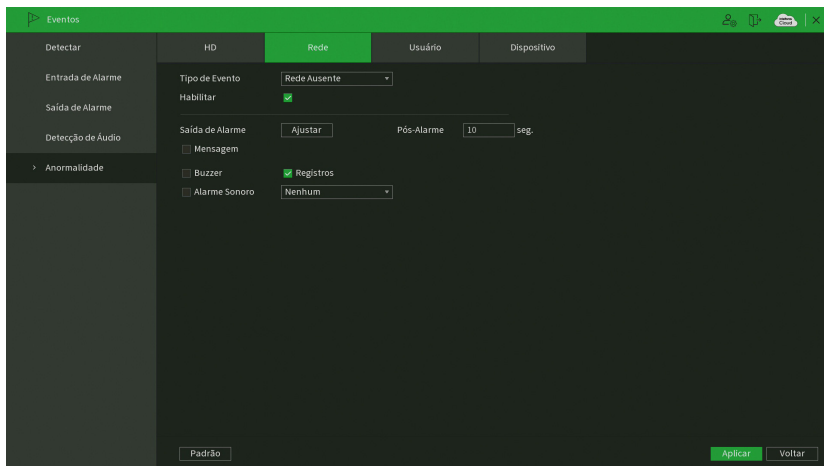 Eventos
Cloud
Detectar
HD
Rede
Usuário
Dispositivo
Entrada de Alarme
Tipo de Evento
Rede Ausente
Habilitar
Saída de Alarme
Saída de Alarme
Ajustar
Pós-Alarme
10
seg.
Detecção de Áudio
Mensagem
Anormalidade
Buzzer
Registros
Alarme Sonoro
Nenhum
Padrão
Aplicar
Voltar